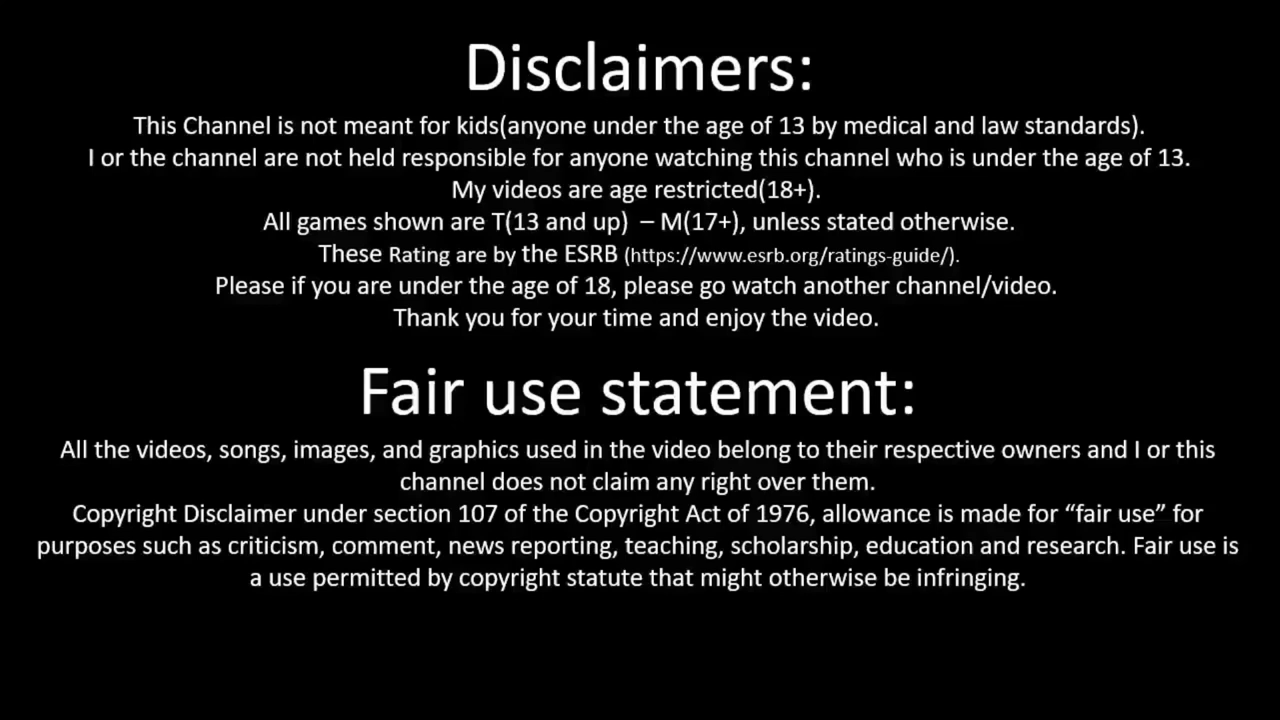 Disclaimers:
This Channel is not meant for kids(anyone under the age of 13 by medical and law standards).
I or the channel are not held responsible for anyone watching this channel who is under the age of 13.
My videos are age restricted(18+).
All games shown are T(13 and up)  – M(17+), unless stated otherwise.
These Rating are by the ESRB (https://www.esrb.org/ratings-guide/).
Please if you are under the age of 18, please go watch another channel/video.
Thank you for your time and enjoy the video.
Fair use statement:
All the videos, songs, images, and graphics used in the video belong to their respective owners and I or this
channel does not claim any right over them.
Copyright Disclaimer under section 107 of the Copyright Act of 1976, allowance is made for “fair use” for
purposes such as criticism, comment, news reporting, teaching, scholarship, education and research. Fair use is
a use permitted by copyright statute that might otherwise be infringing.